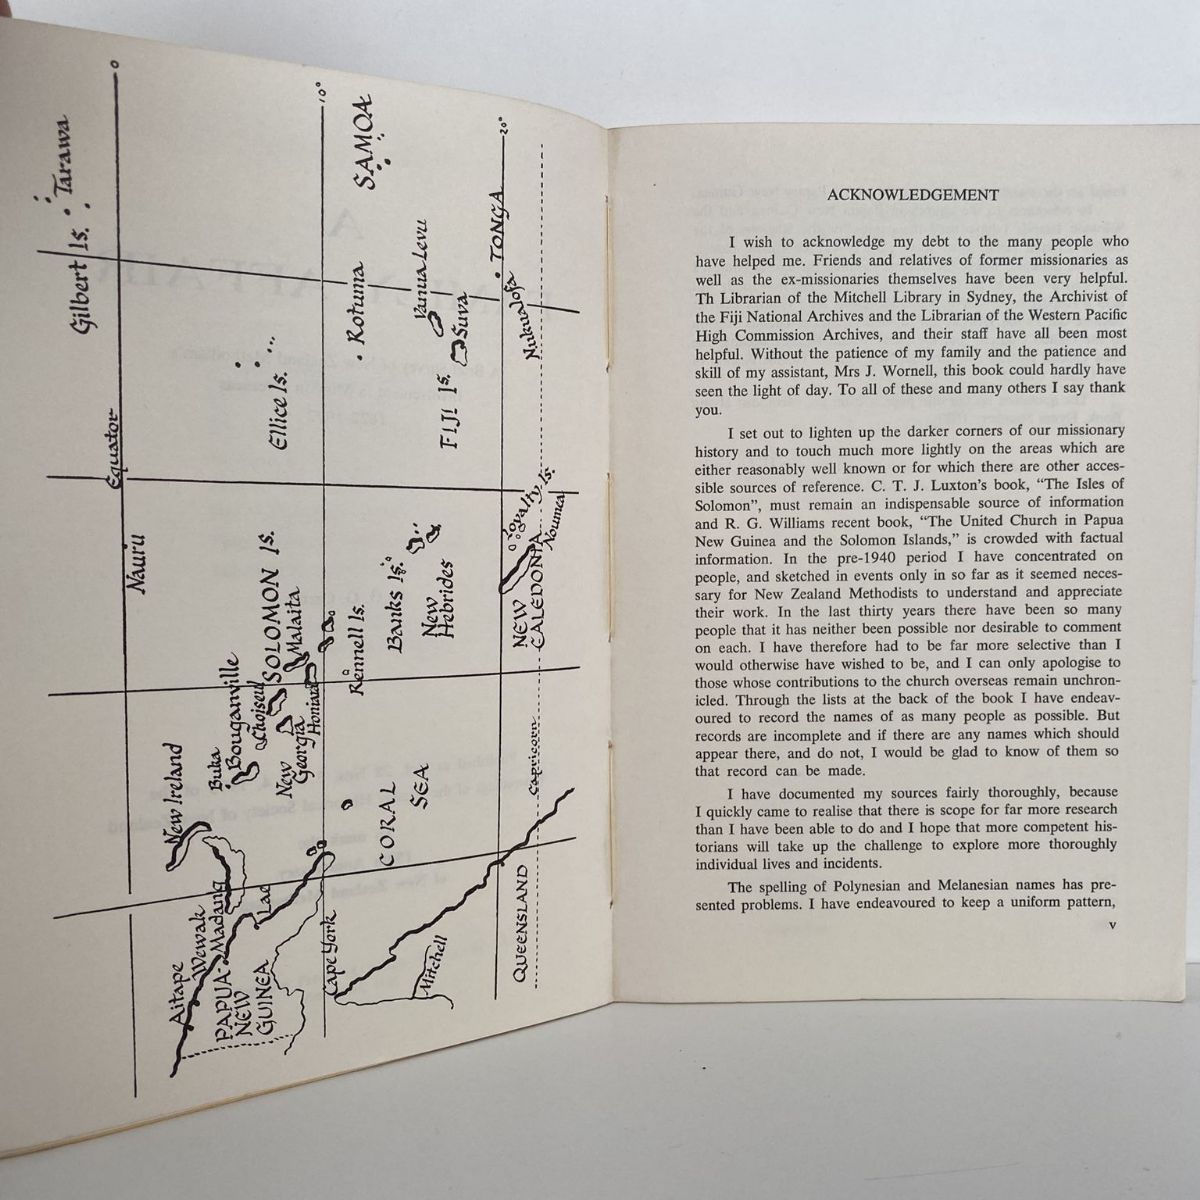 0
10°
20°
Tarawa
Gilbert Is.
SAMOA
TONGA
Nukualofa
Vanua Levu
Suva
Rotuma
FIJI Is.
Ellice Is.
Equator
Nauru
Loyalty Is.
Noumea
NEW
CALEDONIA
New
Hebrides
Banks Is.
Rennell Is.
SOLOMON Is.
Malaita
Honiara
Choiseul
Bouganville
Buka
New
Georgia
New Ireland
CORAL
SEA
Capricorn
QUEENSLAND
Mitchell
Cape York
Lae
Madang
Wewak
Aitape
PAPUA-
NEW
GUINEA
ACKNOWLEDGEMENT
I wish to acknowledge my debt to the many people who
have helped me. Friends and relatives of former missionaries as
well as the ex-missionaries themselves have been very helpful.
Th Librarian of the Mitchell Library in Sydney, the Archivist of
the Fiji National Archives and the Librarian of the Western Pacific
High Commission Archives, and their staff have all been most
helpful. Without the patience of my family and the patience and
skill of my assistant, Mrs J. Wornell, this book could hardly have
seen the light of day. To all of these and many others I say thank
you.
I set out to lighten up the darker corners of our missionary
history and to touch much more lightly on the areas which are
either reasonably well known or for which there are other acces-
sible sources of reference. C. T. J. Luxton's book, “The Isles of
Solomon”, must remain an indispensable source of information
and R. G. Williams recent book, “The United Church in Papua
New Guinea and the Solomon Islands,” is crowded with factual
information. In the pre-1940 period I have concentrated on
people, and sketched in events only in so far as it seemed neces-
sary for New Zealand Methodists to understand and appreciate
their work. In the last thirty years there have been so many
people that it has neither been possible nor desirable to comment
on each. I have therefore had to be far more selective than I
would otherwise have wished to be, and I can only apologise to
those whose contributions to the church overseas remain unchron-
icled. Through the lists at the back of the book I have endeav-
oured to record the names of as many people as possible. But
records are incomplete and if there are any names which should
appear there, and do not, I would be glad to know of them so
that record can be made.
I have documented my sources fairly thoroughly, because
I quickly came to realise that there is scope for far more research
than I have been able to do and I hope that more competent his-
torians will take up the challenge to explore more thoroughly
individual lives and incidents.
The spelling of Polynesian and Melanesian names has pre-
sented problems. I have endeavoured to keep a uniform pattern,
v